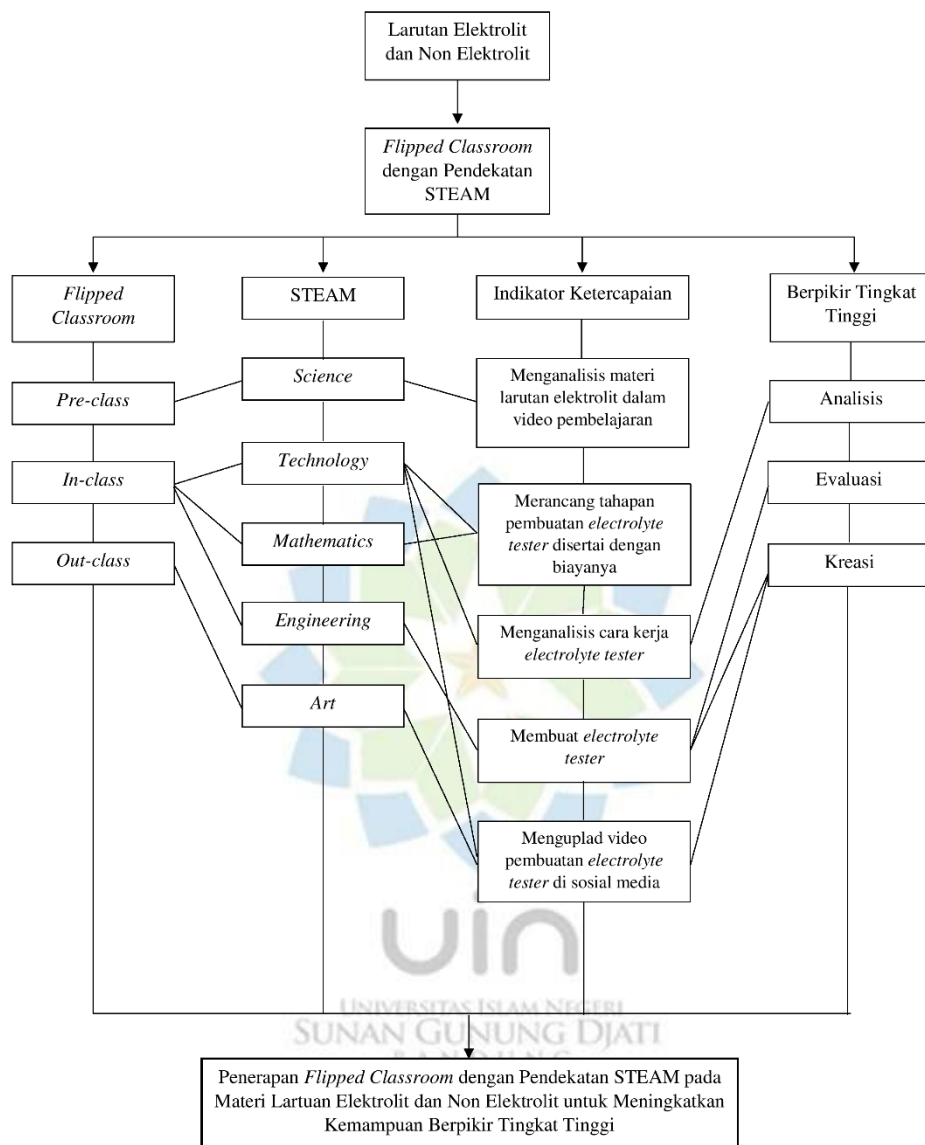 Larutan Elektrolit
dan Non Elektrolit
Flipped Classroom
dengan Pendekatan
STEAM
Flipped
Classroom
STEAM
Indikator Ketercapaian
Berpikir Tingkat
Tinggi
Pre-class
In-class
Out-class
Science
Technology
Mathematics
Engineering
Art
Menganalisis materi
larutan elektrolit dalam
video pembelajaran
Merancang tahapan
pembuatan electrolyte
tester disertai dengan
biayanya
Menganalisis cara kerja
electrolyte tester
Membuat electrolyte
tester
Menguplad video
pembuatan electrolyte
tester di sosial media
Analisis
Evaluasi
Kreasi
uin
UNIVERSITAS ISLAM NEGERI
SUNAN GUNUNG DJATI
BANDUNG
Penerapan Flipped Classroom dengan Pendekatan STEAM pada
Materi Lartuan Elektrolit dan Non Elektrolit untuk Meningkatkan
Kemampuan Berpikir Tingkat Tinggi